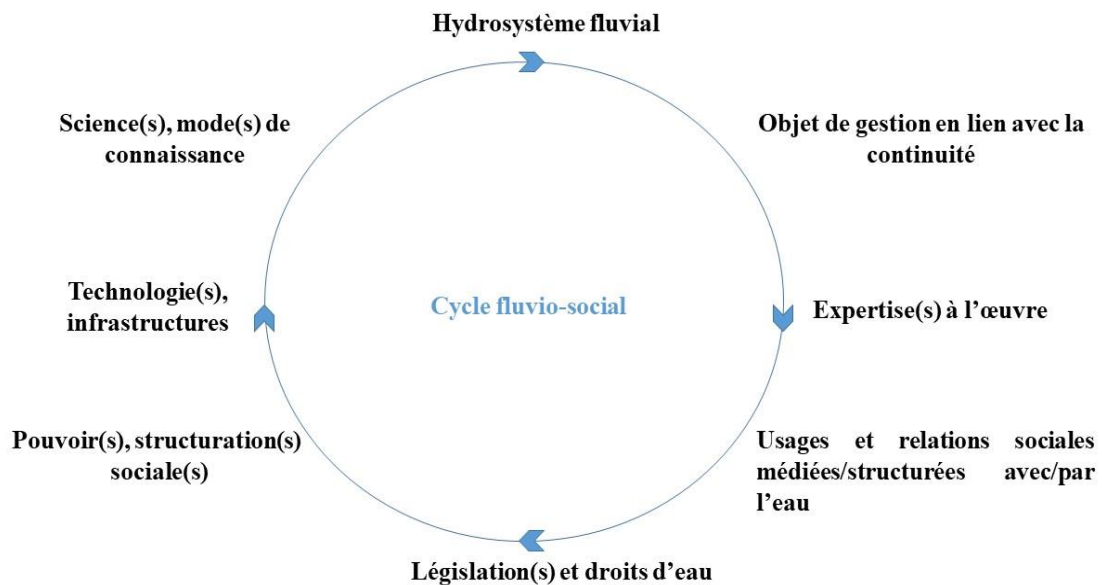 Hydrosystème fluvial
Science(s), mode(s) de
connaissance
Objet de gestion en lien avec la
continuité
Technologie(s),
infrastructures
Cycle fluvio-social
Expertise(s) à l'œuvre
Pouvoir(s), structuration(s)
sociale(s)
Usages et relations sociales
médiées/structurées avec/par
l'eau
Législation(s) et droits d'eau